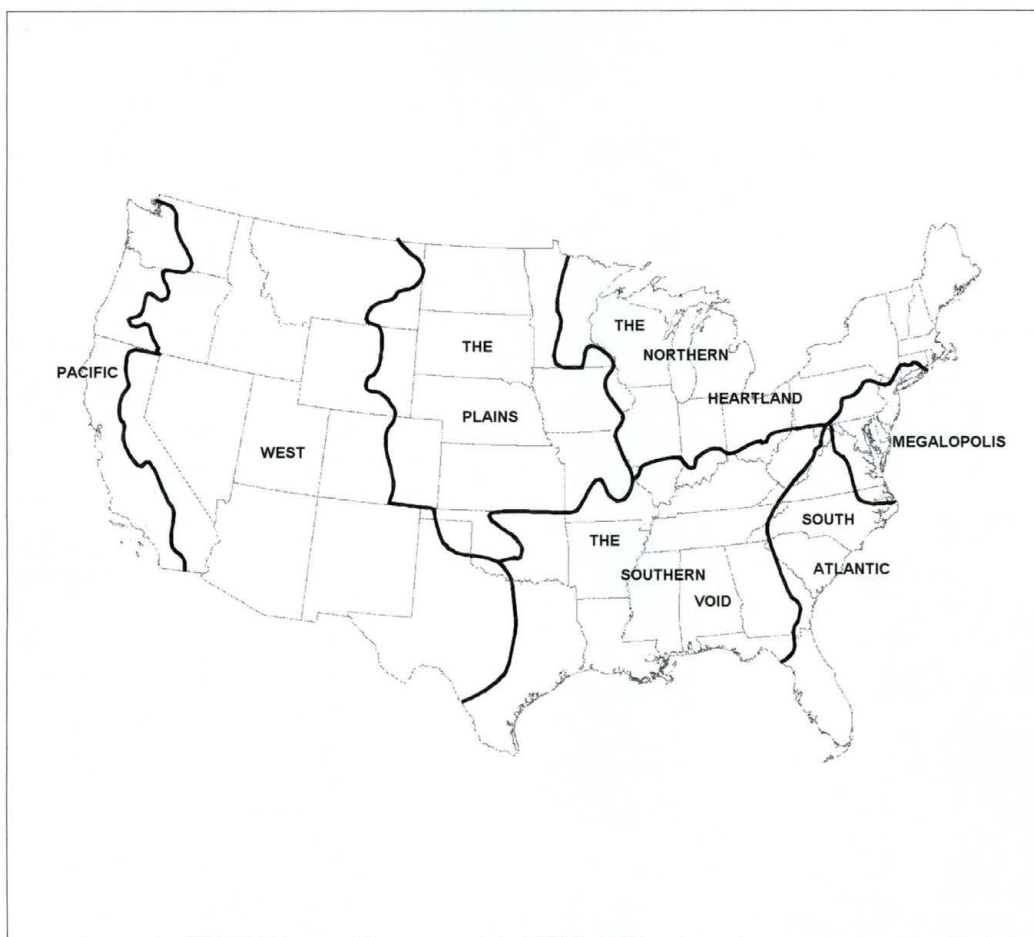 PACIFIC
WEST
THE
PLAINS
THE
NORTHERN
HEARTLAND
MEGALOPOLIS
THE
SOUTHERN
VOID
SOUTH
ATLANTIC